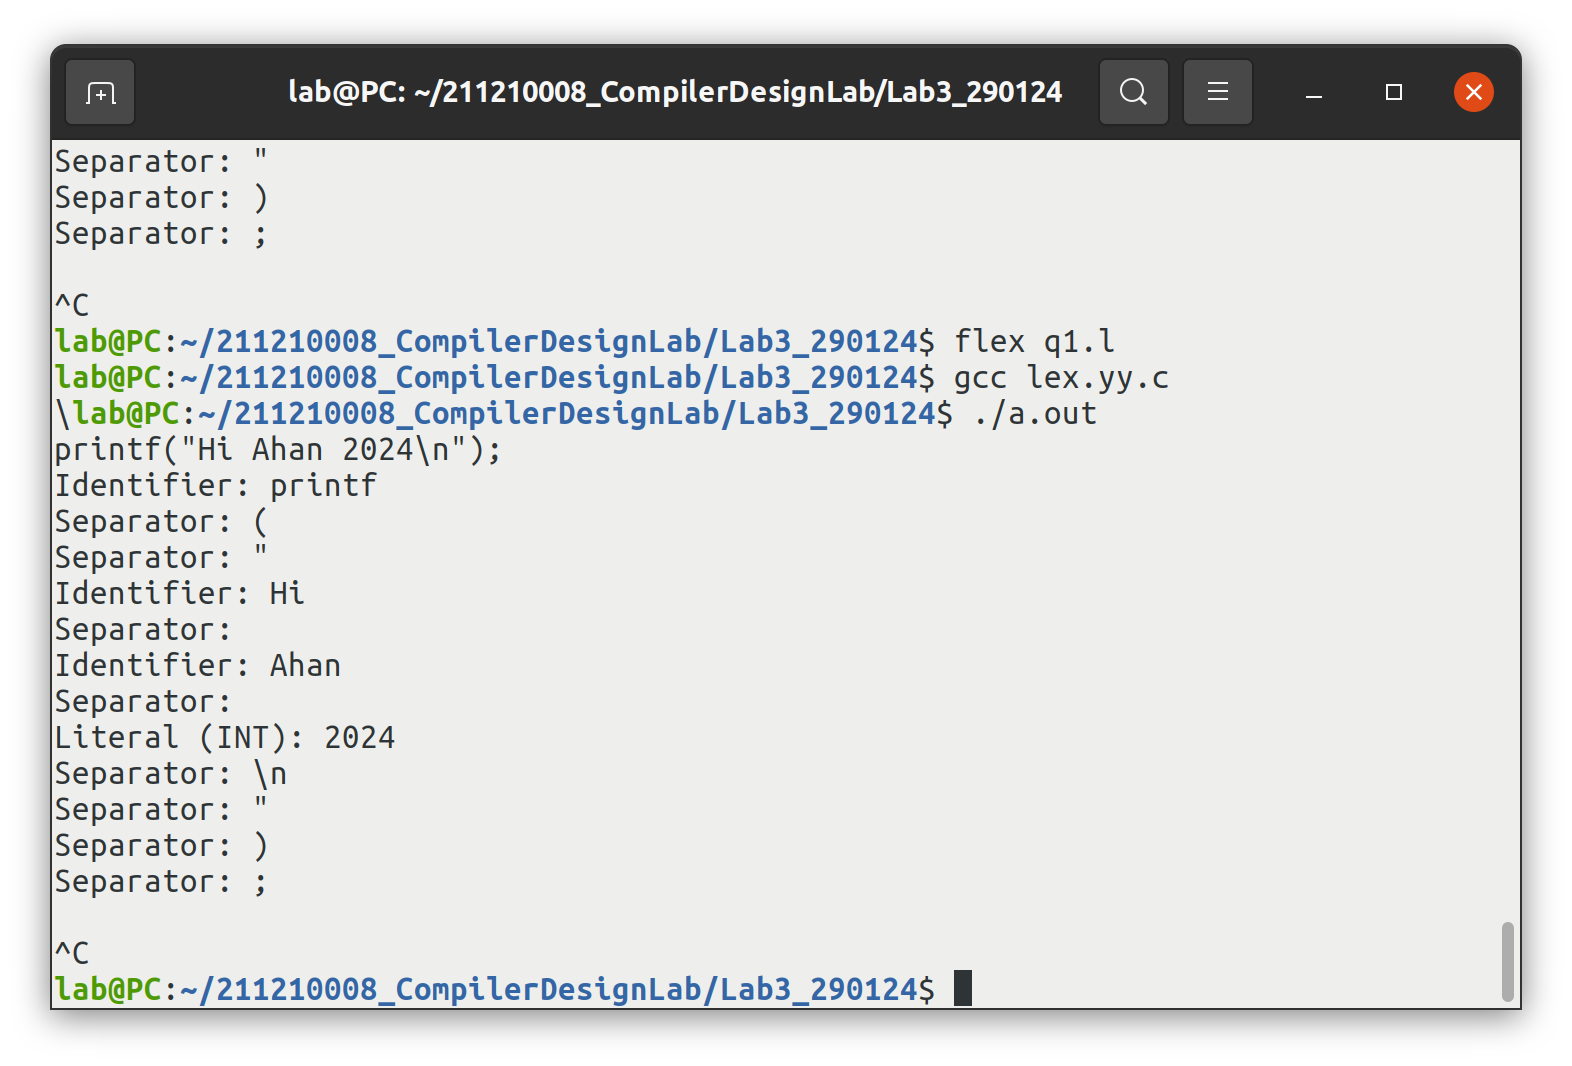 lab@PC: ~/211210008_CompilerDesignLab/Lab3_290124
Separator: "
Separator: )
Separator: ;
^C
lab@PC:~/211210008_CompilerDesignLab/Lab3_290124$ flex q1.l
lab@PC:~/211210008_CompilerDesignLab/Lab3_290124$ gcc lex.yy.c
\lab@PC:~/211210008_CompilerDesignLab/Lab3_290124$ ./a.out
printf("Hi Ahan 2024\n");
Identifier: printf
Separator: (
Separator: "
Identifier: Hi
Separator:
Identifier: Ahan
Separator:
Literal (INT): 2024
Separator: \n
Separator: "
Separator: )
Separator: ;
^C
lab@PC:~/211210008_CompilerDesignLab/Lab3_290124$